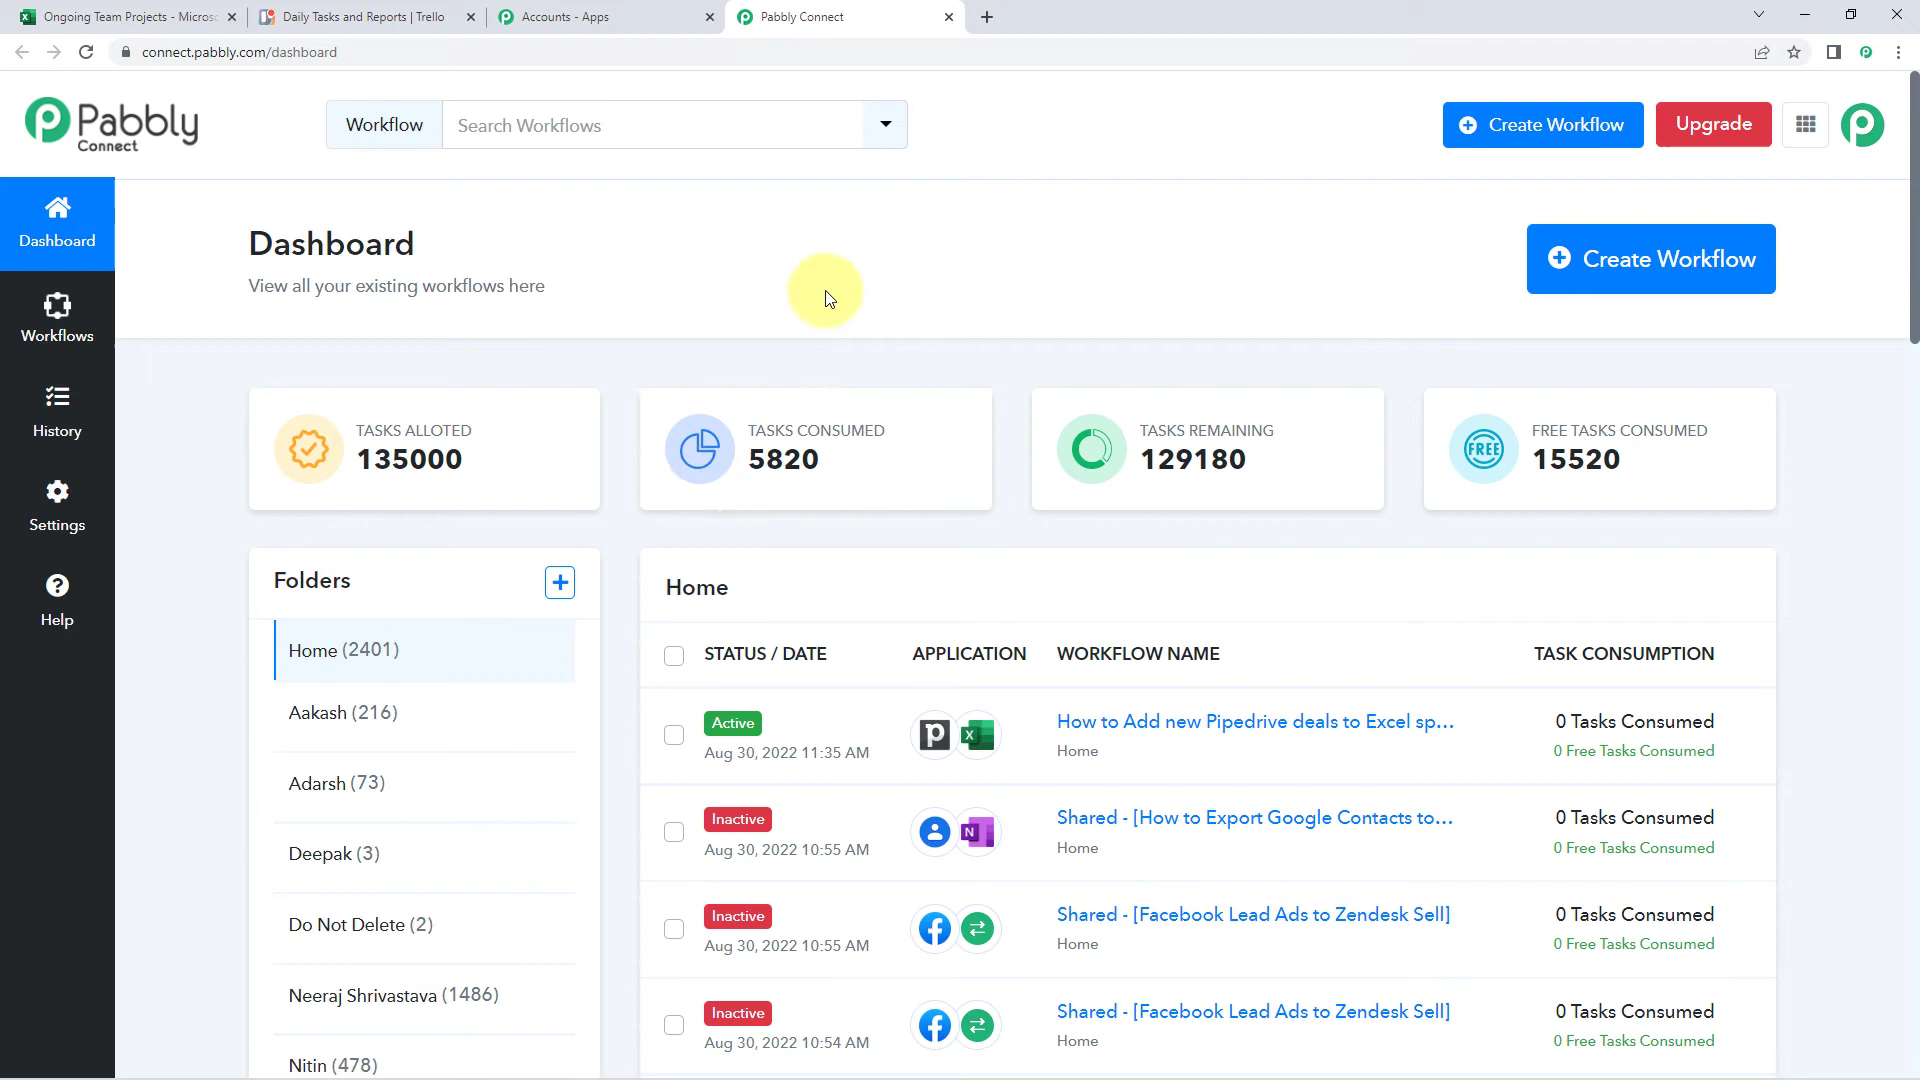 Ongoing Team Projects - Micros
Daily Tasks and Reports | Trello
Accounts - Apps
Pabbly Connect
connect.pabbly.com/dashboard
Pabbly
Connect
Workflow
Search Workflows
Create Workflow
Upgrade
Dashboard
Workflows
History
Settings
Help
Dashboard
View all your existing workflows here
Create Workflow
TASKS ALLOTED
135000
TASKS CONSUMED
5820
TASKS REMAINING
129180
FREE
FREE TASKS CONSUMED
15520
Folders
Home (2401)
Aakash (216)
Adarsh (73)
Deepak (3)
Do Not Delete (2)
Neeraj Shrivastava (1486)
Nitin (478)
Home
STATUS / DATE APPLICATION WORKFLOW NAME TASK CONSUMPTION
Active
Aug 30, 2022 11:35 AM
How to Add new Pipedrive deals to Excel sp...
Home
0 Tasks Consumed
0 Free Tasks Consumed
Inactive
Aug 30, 2022 10:55 AM
Shared - [How to Export Google Contacts to...
Home
0 Tasks Consumed
0 Free Tasks Consumed
Inactive
Aug 30, 2022 10:55 AM
Shared - [Facebook Lead Ads to Zendesk Sell]
Home
0 Tasks Consumed
0 Free Tasks Consumed
Inactive
Aug 30, 2022 10:54 AM
Shared - [Facebook Lead Ads to Zendesk Sell]
Home
0 Tasks Consumed
0 Free Tasks Consumed